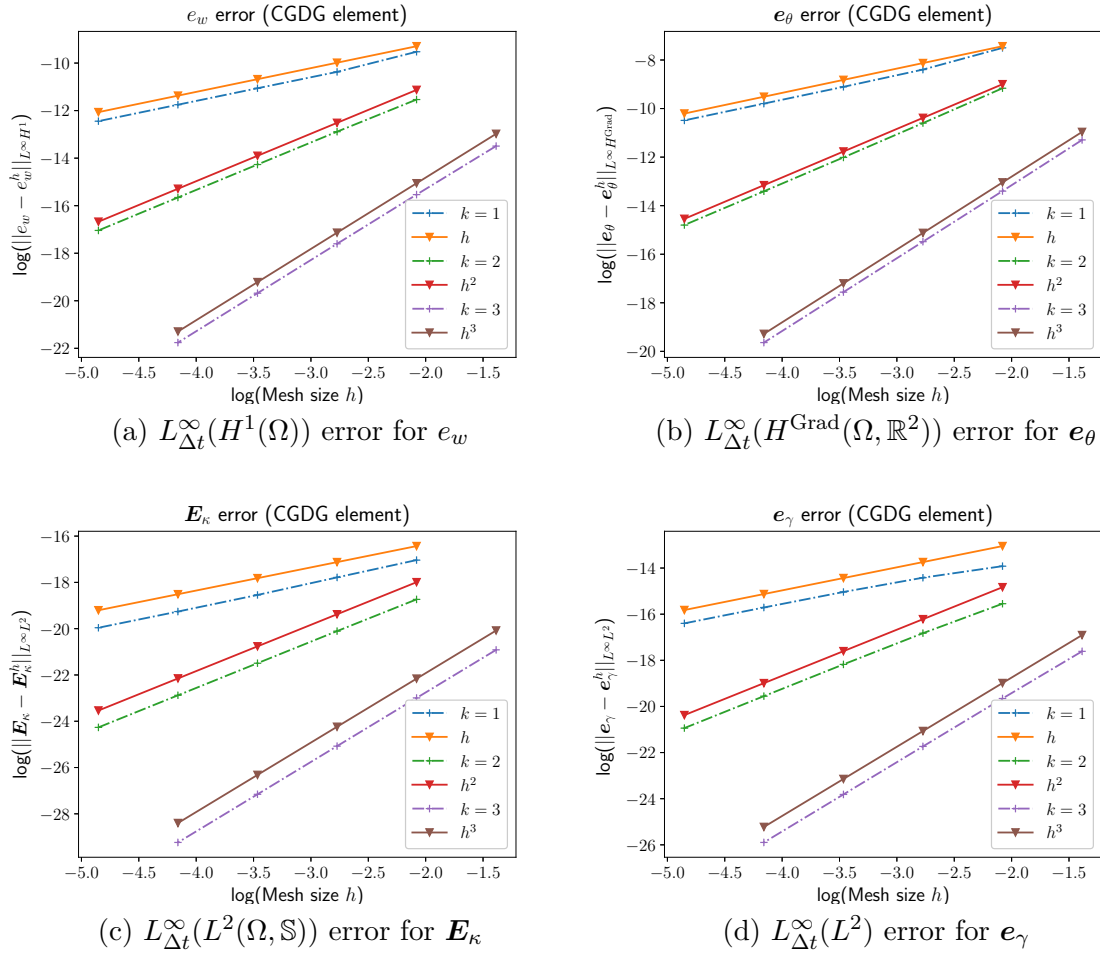 e_w error (CGDG element)
log(||e_w − e_w^h||_{L^∞H^1})
−10
−12
−14
−16
−18
−20
−22
k = 1
h
k = 2
h^2
k = 3
h^3
−5.0 −4.5 −4.0 −3.5 −3.0 −2.5 −2.0 −1.5
log(Mesh size h)
(a) L^∞_{Δt}(H^1(Ω)) error for e_w
e_θ error (CGDG element)
log(||e_θ − e_θ^h||_{L^∞H^{Grad}})
−8
−10
−12
−14
−16
−18
−20
k = 1
h
k = 2
h^2
k = 3
h^3
−5.0 −4.5 −4.0 −3.5 −3.0 −2.5 −2.0 −1.5
log(Mesh size h)
(b) L^∞_{Δt}(H^{Grad}(Ω, ℝ^2)) error for e_θ
E_κ error (CGDG element)
log(||E_κ − E_κ^h||_{L^∞L^2})
−16
−18
−20
−22
−24
−26
−28
k = 1
h
k = 2
h^2
k = 3
h^3
−5.0 −4.5 −4.0 −3.5 −3.0 −2.5 −2.0 −1.5
log(Mesh size h)
(c) L^∞_{Δt}(L^2(Ω, 𝕊)) error for E_κ
e_γ error (CGDG element)
log(||e_γ − e_γ^h||_{L^∞L^2})
−14
−16
−18
−20
−22
−24
−26
k = 1
h
k = 2
h^2
k = 3
h^3
−5.0 −4.5 −4.0 −3.5 −3.0 −2.5 −2.0 −1.5
log(Mesh size h)
(d) L^∞_{Δt}(L^2) error for e_γ